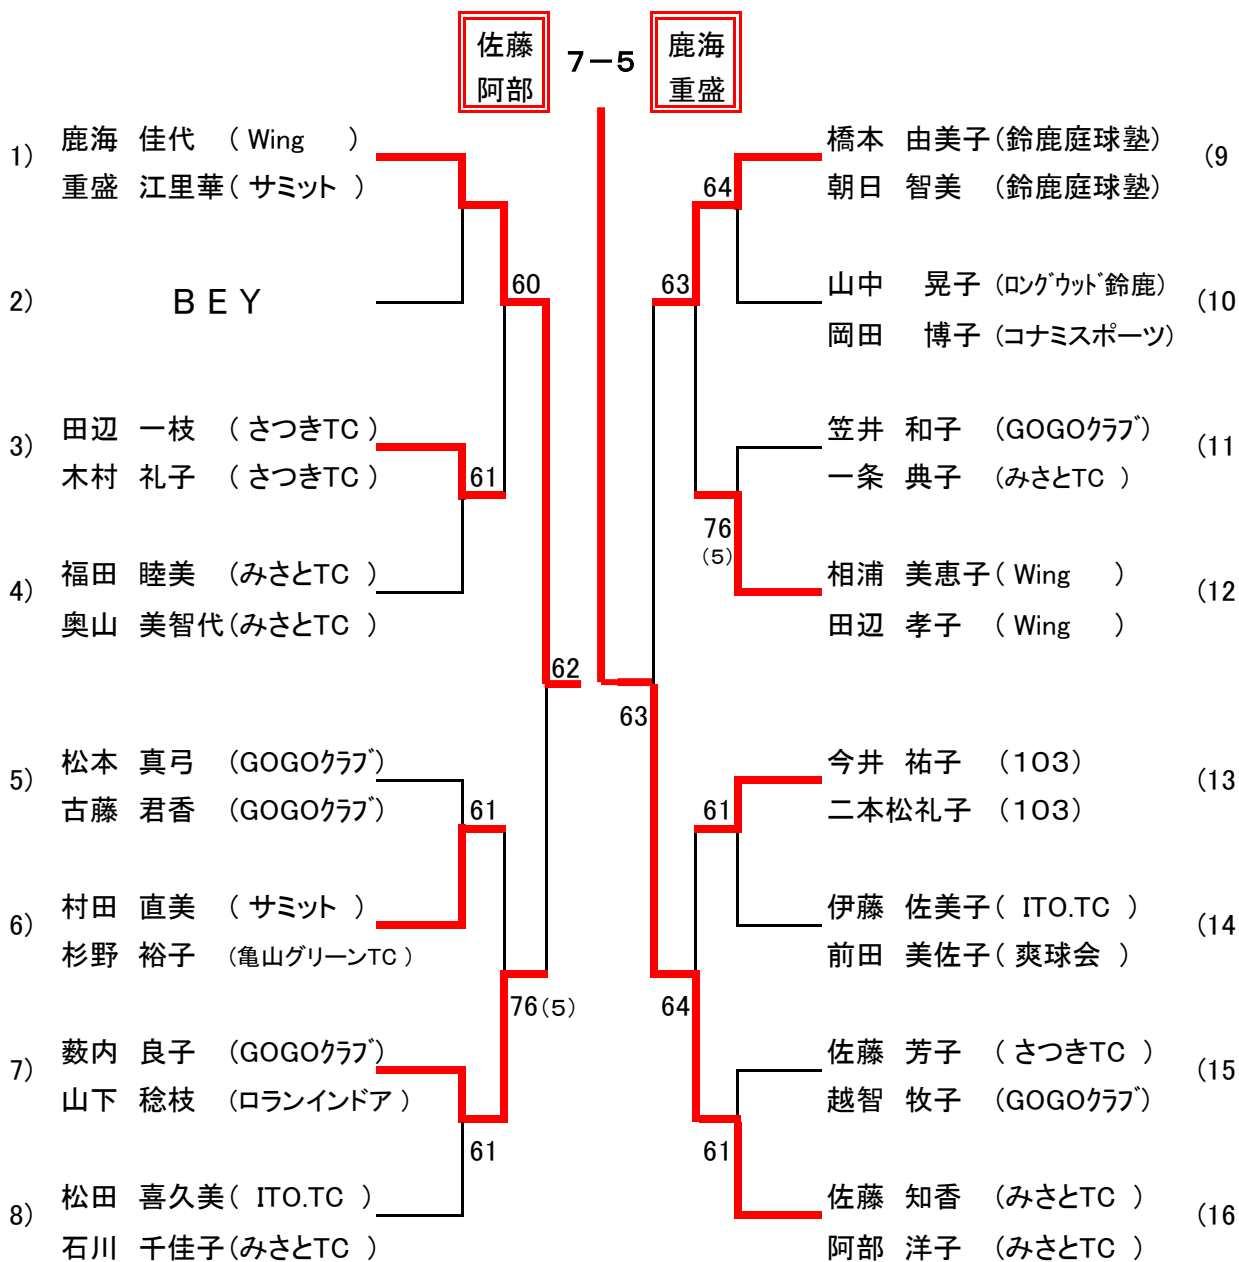 佐藤
阿部
7－5
鹿海
重盛
1) 鹿海 佳代 ( Wing )
重盛 江里華( サミット )
2) B E Y
60
3) 田辺 一枝 ( さつきTC )
木村 礼子 ( さつきTC )
61
4) 福田 睦美 (みさとTC )
奥山 美智代(みさとTC )
62
5) 松本 真弓 (GOGOｸﾗﾌﾞ)
古藤 君香 (GOGOｸﾗﾌﾞ)
61
6) 村田 直美 ( サミット )
杉野 裕子 (亀山グリーンTC )
76(5)
7) 薮内 良子 (GOGOｸﾗﾌﾞ)
山下 稔枝 (ロランインドア )
61
8) 松田 喜久美( ITO.TC )
石川 千佳子(みさとTC )
橋本 由美子(鈴鹿庭球塾) (9
朝日 智美 (鈴鹿庭球塾)
64
山中 晃子 (ﾛﾝｸﾞｳｯﾄﾞ鈴鹿) (10
岡田 博子 (コナミスポーツ)
63
笠井 和子 (GOGOｸﾗﾌﾞ) (11
一条 典子 (みさとTC )
76
(5)
相浦 美恵子( Wing ) (12
田辺 孝子 ( Wing )
63
今井 祐子 (103) (13
二本松礼子 (103)
61
伊藤 佐美子( ITO.TC ) (14
前田 美佐子( 爽球会 )
64
佐藤 芳子 ( さつきTC ) (15
越智 牧子 (GOGOｸﾗﾌﾞ)
61
佐藤 知香 (みさとTC ) (16
阿部 洋子 (みさとTC )